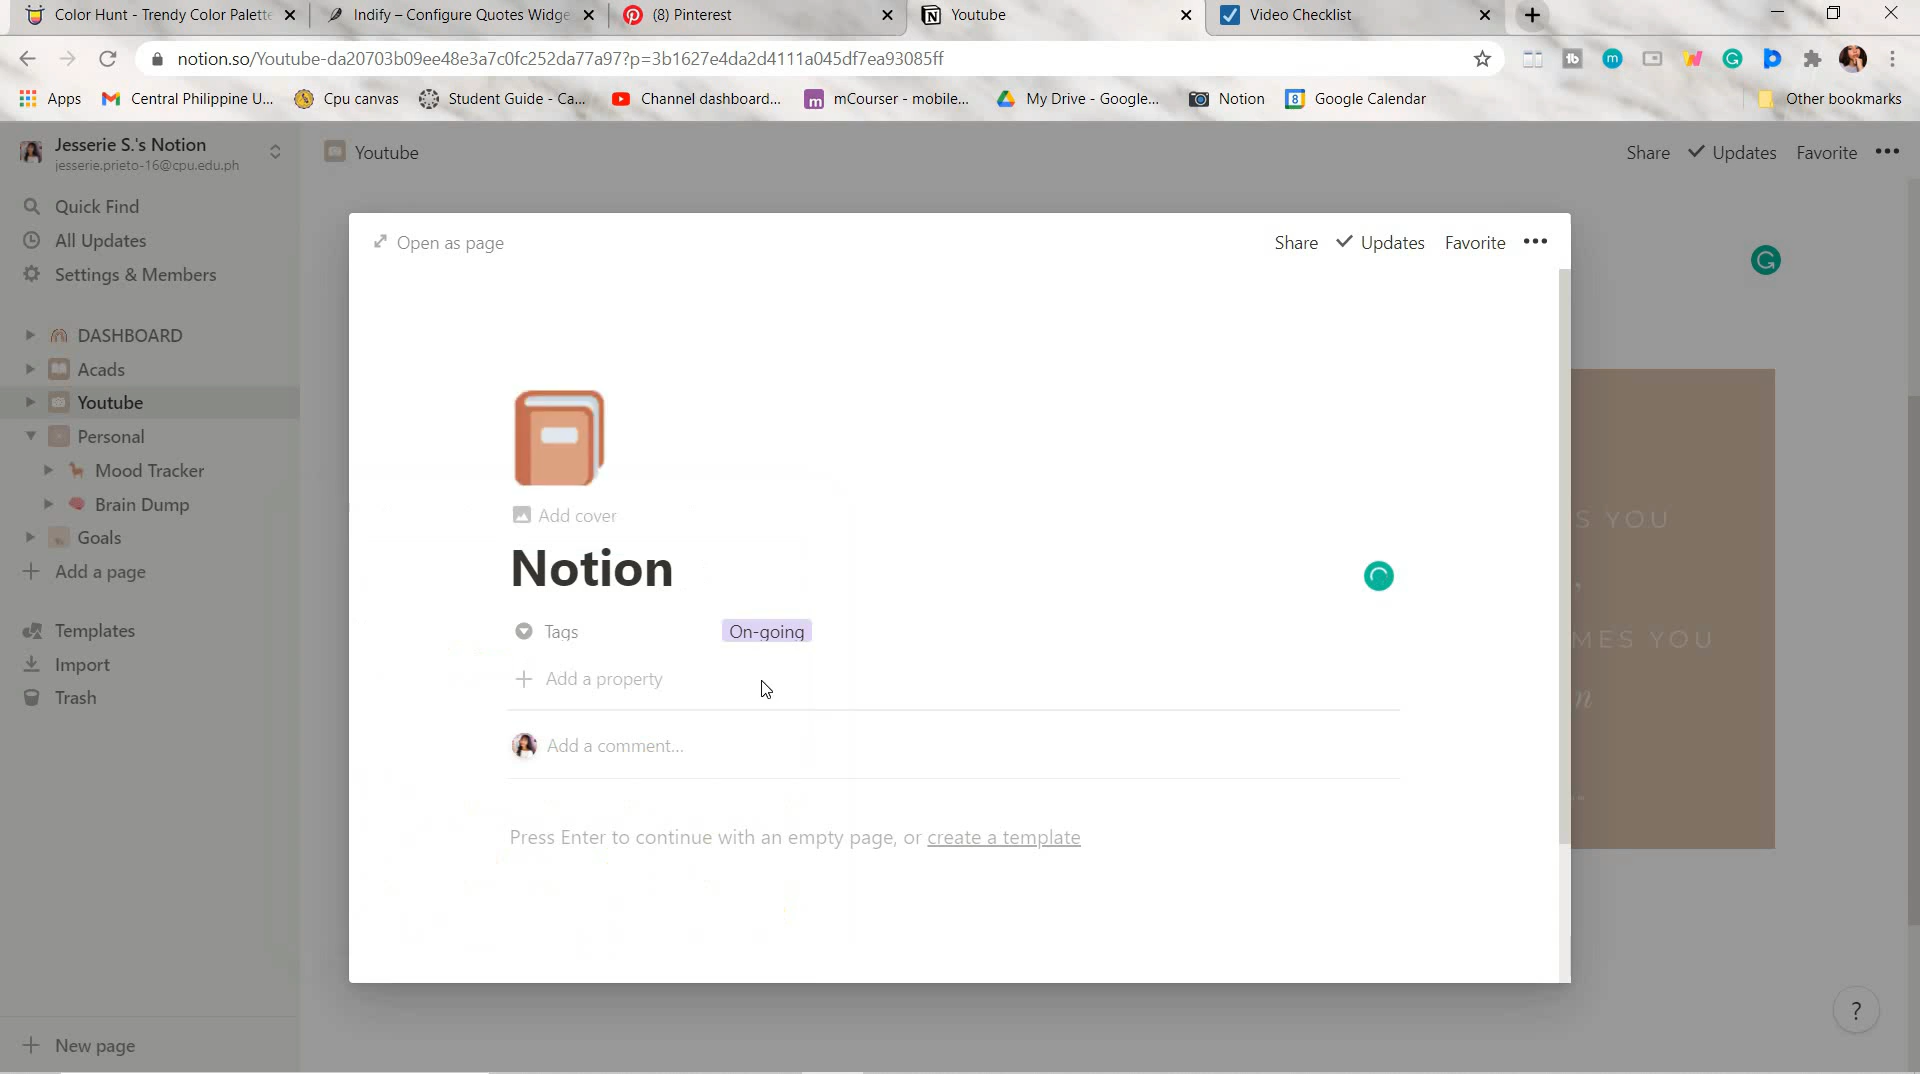 Color Hunt - Trendy Color Palette
Indify – Configure Quotes Widge
(8) Pinterest
Youtube
Video Checklist
notion.so/Youtube-da20703b09ee48e3a7c0fc252da77a97?p=3b1627e4da2d4111a045df7ea93085ff
Apps
Central Philippine U...
Cpu canvas
Student Guide - Ca...
Channel dashboard...
mCourser - mobile...
My Drive - Google...
Notion
Google Calendar
Other bookmarks
Jesserie S.'s Notion
jesserie.prieto-16@cpu.edu.ph
Quick Find
All Updates
Settings & Members
DASHBOARD
Acads
Youtube
Personal
Mood Tracker
Brain Dump
Goals
Add a page
Templates
Import
Trash
New page
Youtube
Share
Updates
Favorite
Open as page
Share
Updates
Favorite
Add cover
Notion
Tags
On-going
Add a property
Add a comment...
Press Enter to continue with an empty page, or create a template
S YOU
MES YOU
n
?